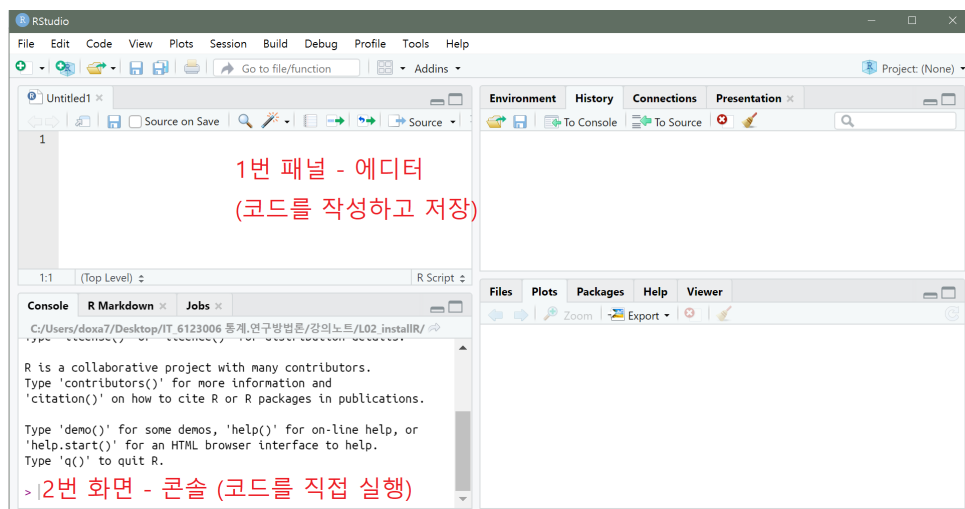 RStudio
File Edit Code View Plots Session Build Debug Profile Tools Help
Go to file/function Addins Project: (None)
Untitled1
Source on Save Source
1
1번 패널 - 에디터
(코드를 작성하고 저장)
1:1 (Top Level) R Script
Console R Markdown Jobs
C:/Users/doxa7/Desktop/IT_6123006 통계.연구방법론/강의노트/L02_installR/
Type 'license()' or 'licence()' for distribution details.
R is a collaborative project with many contributors.
Type 'contributors()' for more information and
'citation()' on how to cite R or R packages in publications.
Type 'demo()' for some demos, 'help()' for on-line help, or
'help.start()' for an HTML browser interface to help.
Type 'q()' to quit R.
> 2번 화면 - 콘솔 (코드를 직접 실행)
Environment History Connections Presentation
To Console To Source
Files Plots Packages Help Viewer
Zoom Export